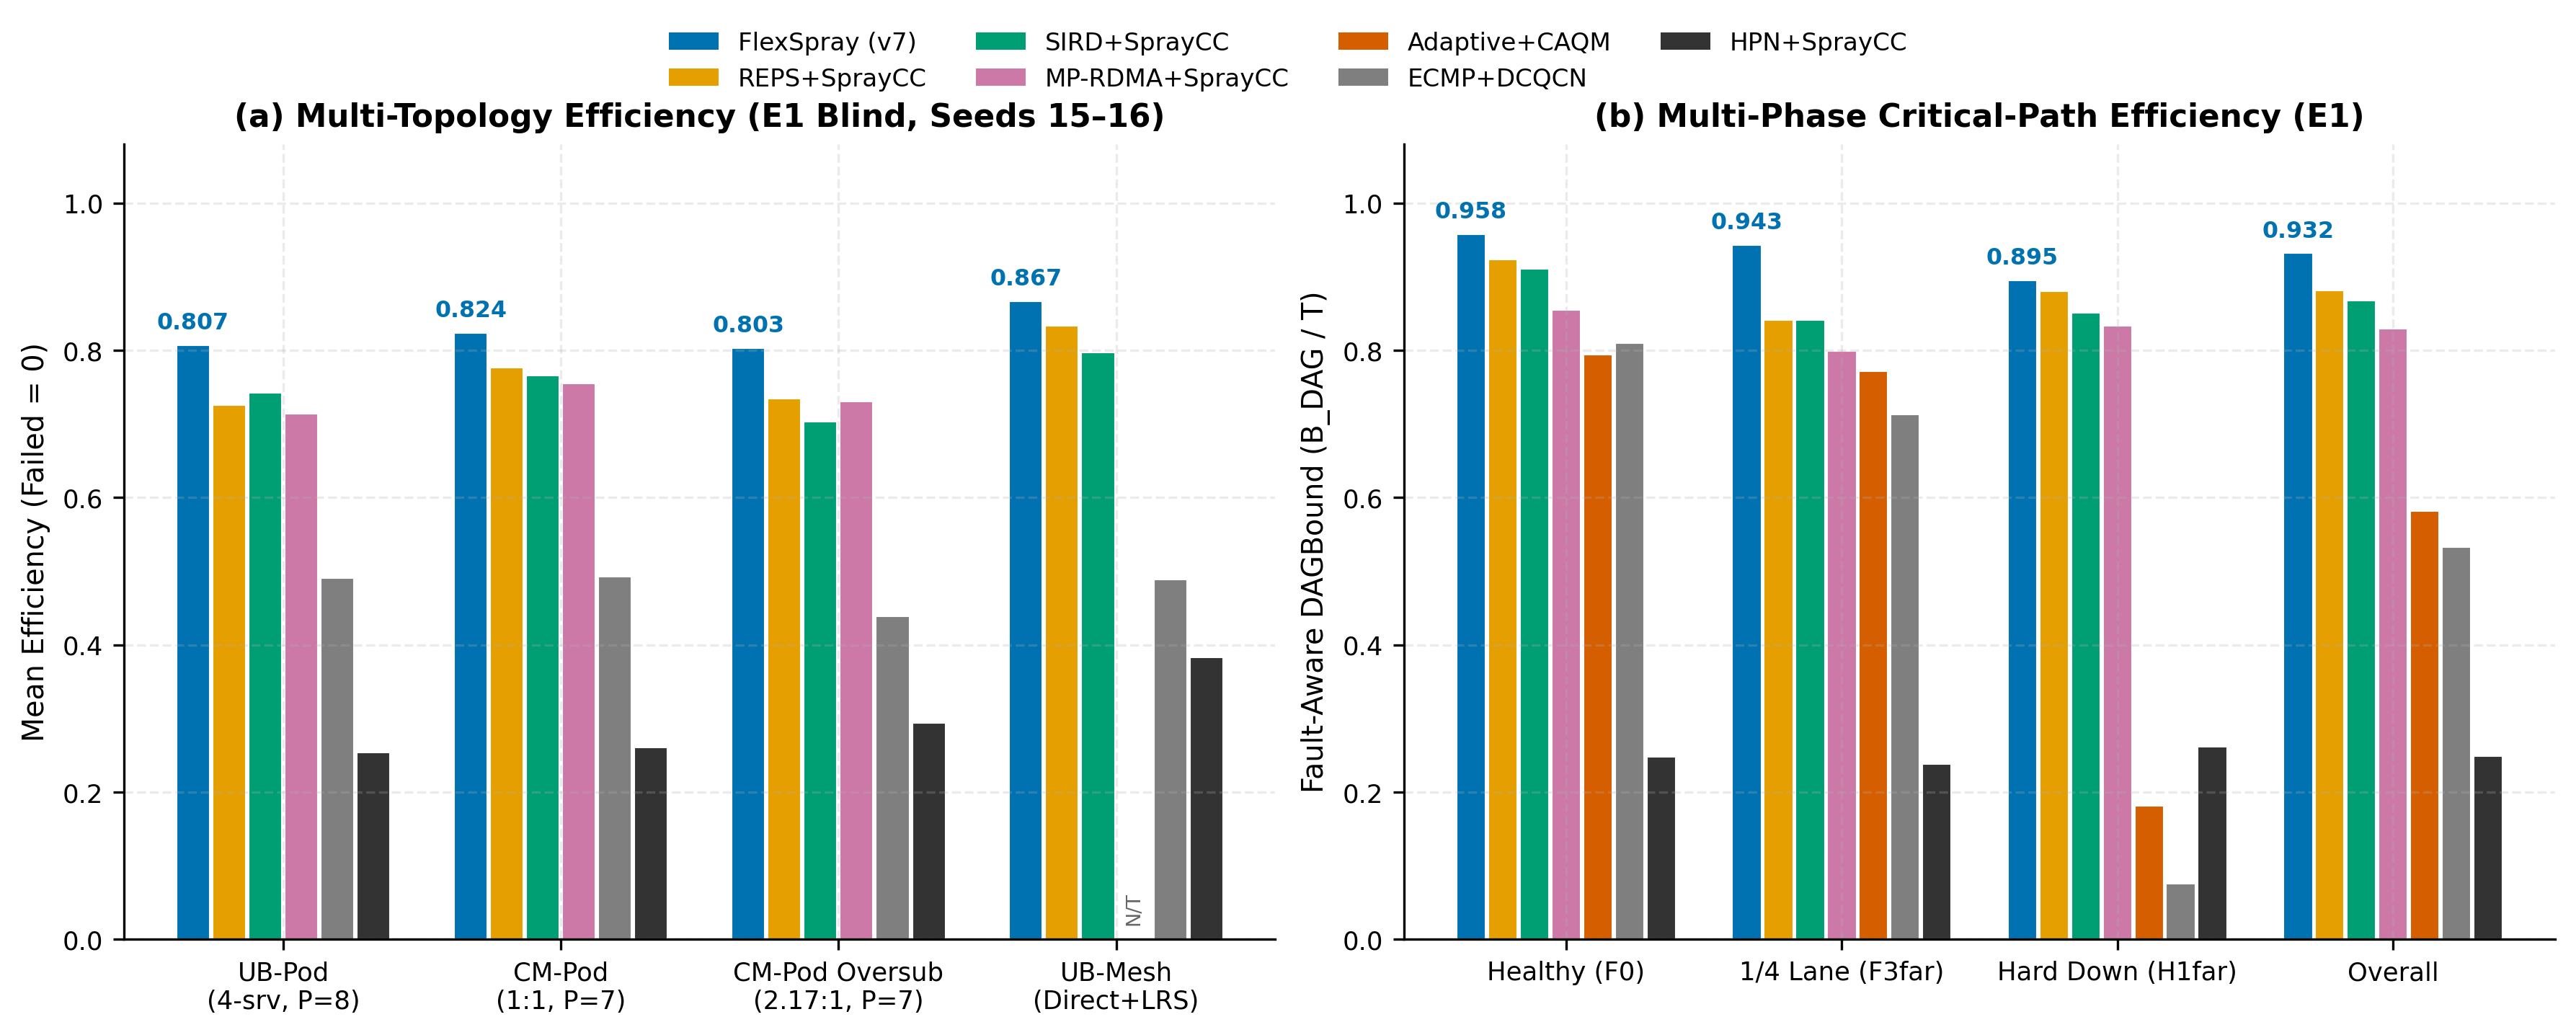 FlexSpray (v7)
REPS+SprayCC
SIRD+SprayCC
MP-RDMA+SprayCC
Adaptive+CAQM
ECMP+DCQCN
HPN+SprayCC
(a) Multi-Topology Efficiency (E1 Blind, Seeds 15–16)
Mean Efficiency (Failed = 0)
1.0
0.8
0.6
0.4
0.2
0.0
0.807
0.824
0.803
0.867
N/T
UB-Pod
(4-srv, P=8)
CM-Pod
(1:1, P=7)
CM-Pod Oversub
(2.17:1, P=7)
UB-Mesh
(Direct+LRS)
(b) Multi-Phase Critical-Path Efficiency (E1)
Fault-Aware DAGBound (B_DAG / T)
1.0
0.8
0.6
0.4
0.2
0.0
0.958
0.943
0.895
0.932
Healthy (F0)
1/4 Lane (F3far)
Hard Down (H1far)
Overall